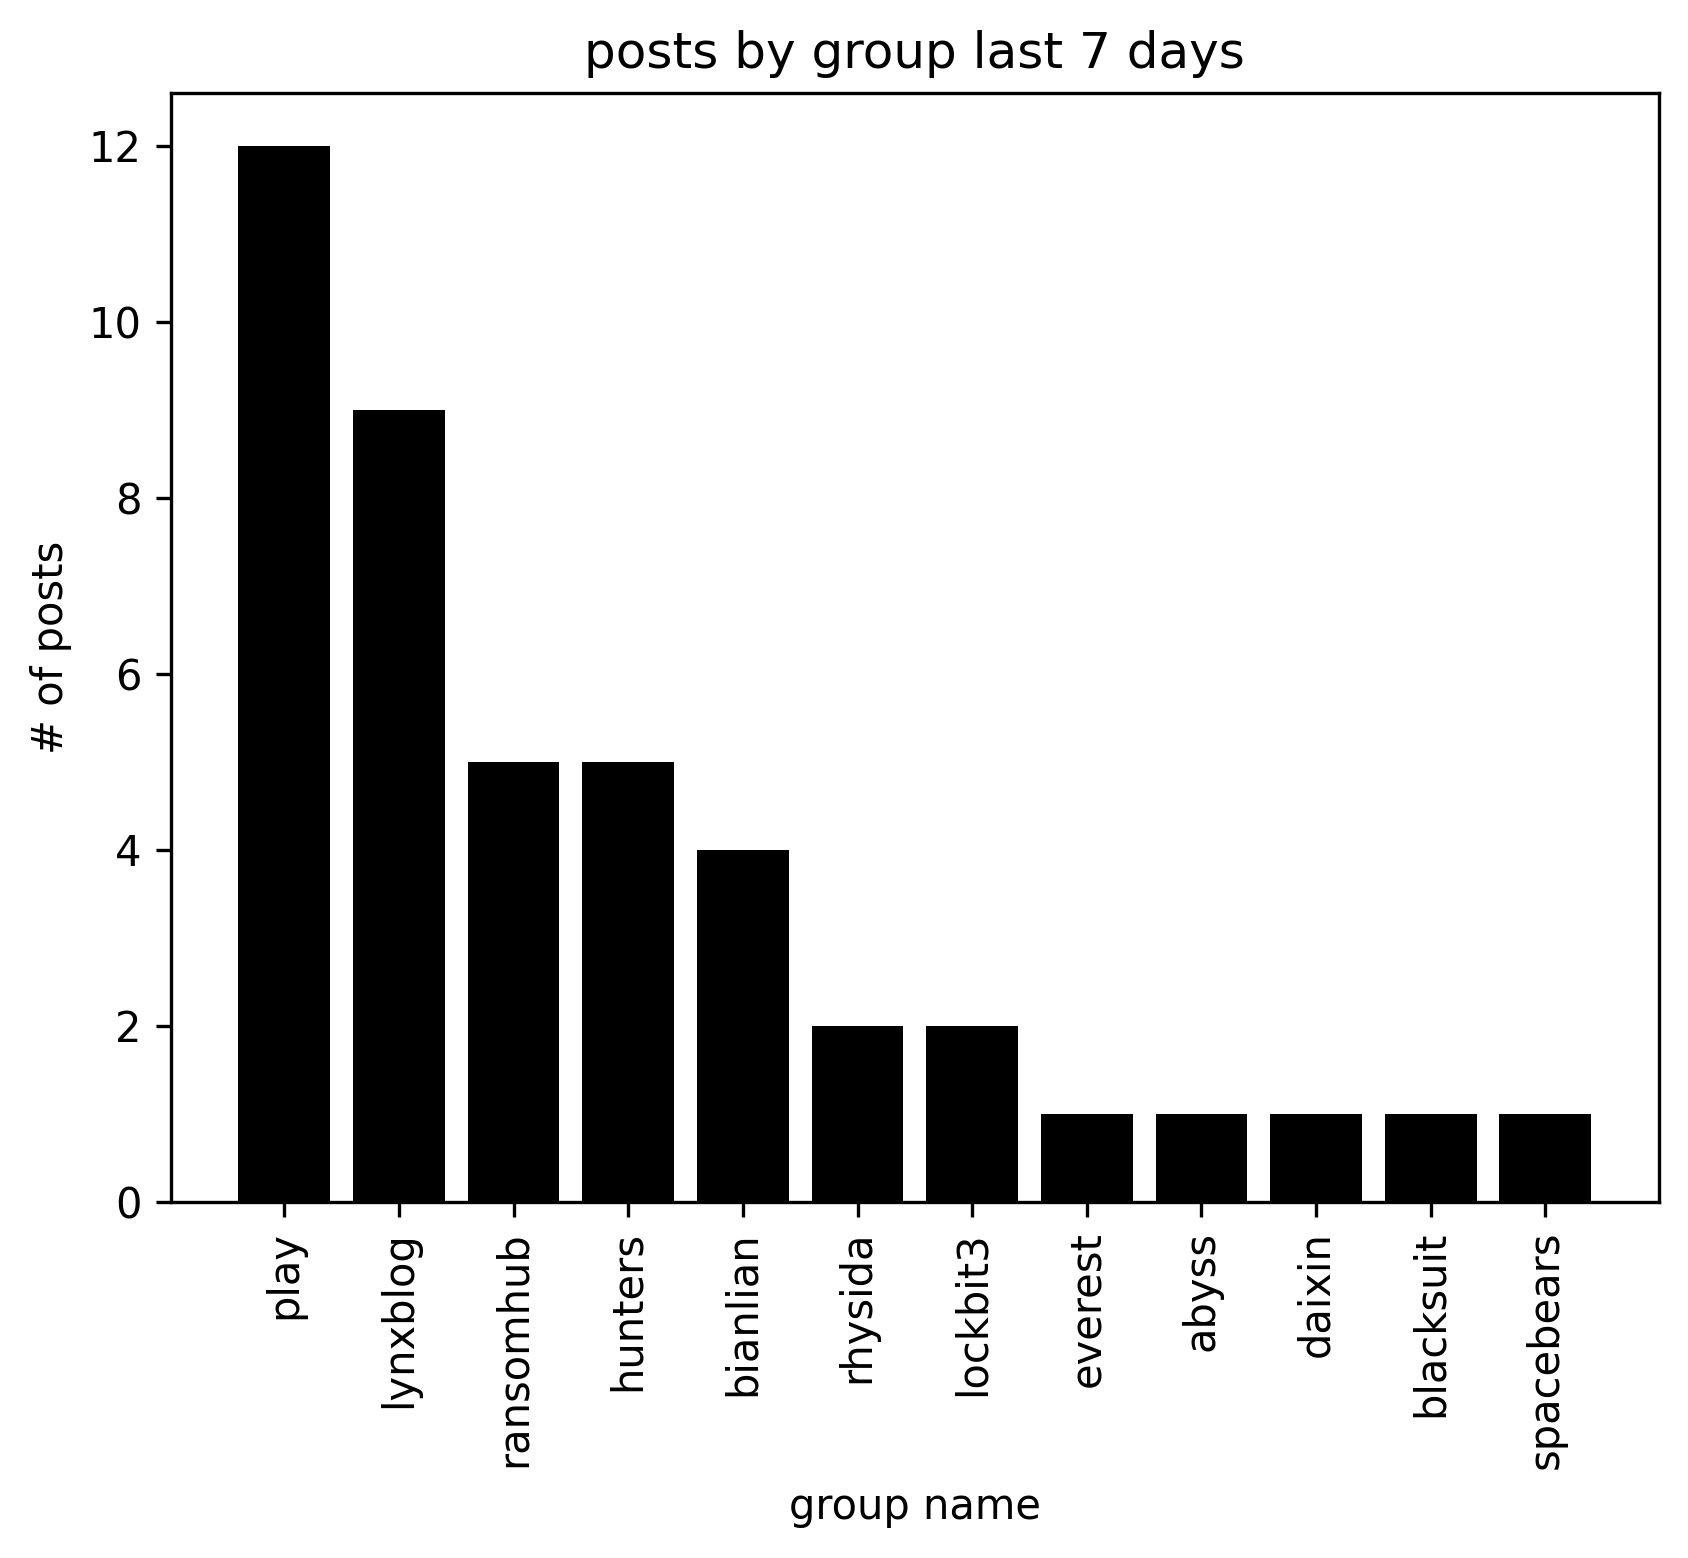 posts by group last 7 days
12
10
8
6
4
2
0
# of posts
play
lynxblog
ransomhub
hunters
bianlian
rhysida
lockbit3
everest
abyss
daixin
blacksuit
spacebears
group name